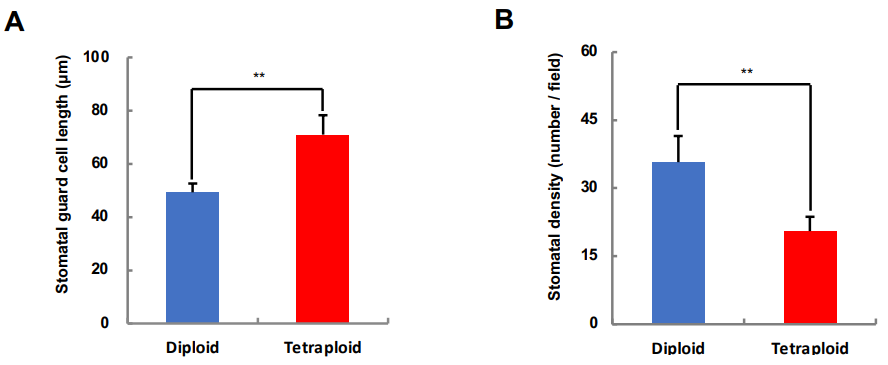 A
Stomatal guard cell length (μm)
100
80
60
40
20
0
**
Diploid
Tetraploid
B
Stomatal density (number / field)
60
45
30
15
0
**
Diploid
Tetraploid